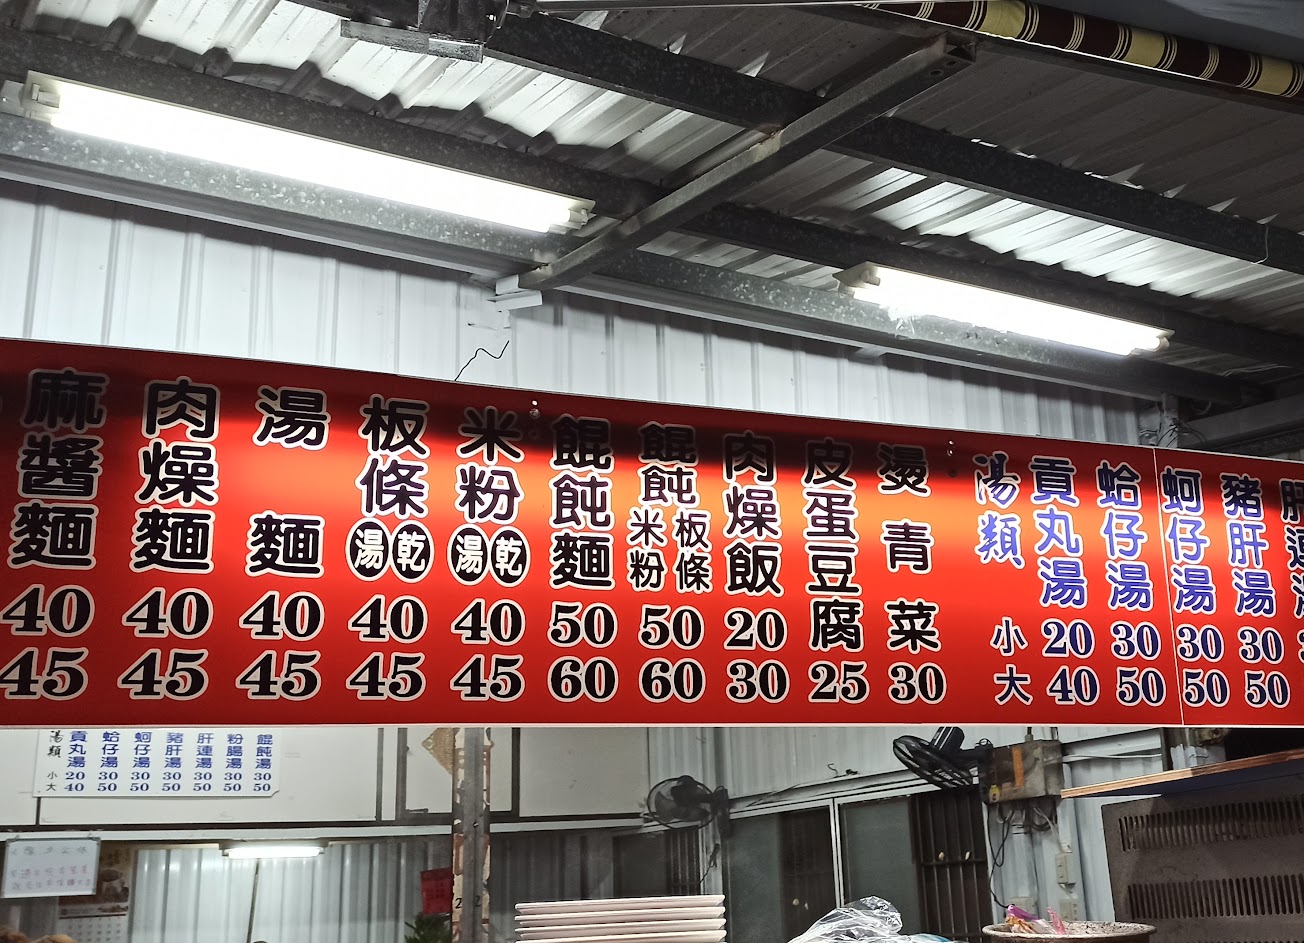 麻醬麵 40 45
肉燥麵 40 45
湯麵 40 45
板條 湯 乾 40 45
米粉 湯 乾 40 45
餛飩麵 50 60
餛飩 米粉 板條 50 60
肉燥飯 20 30
皮蛋豆腐 25
燙青菜 30
湯類 小 大
貢丸湯 20 40
蛤仔湯 30 50
蚵仔湯 30 50
豬肝湯 30 50
肝連
湯類 小 大
貢丸湯 20 40
蛤仔湯 30 50
蚵仔湯 30 50
豬肝湯 30 50
肝連湯 30 50
粉腸湯 30 50
餛飩湯 30 50